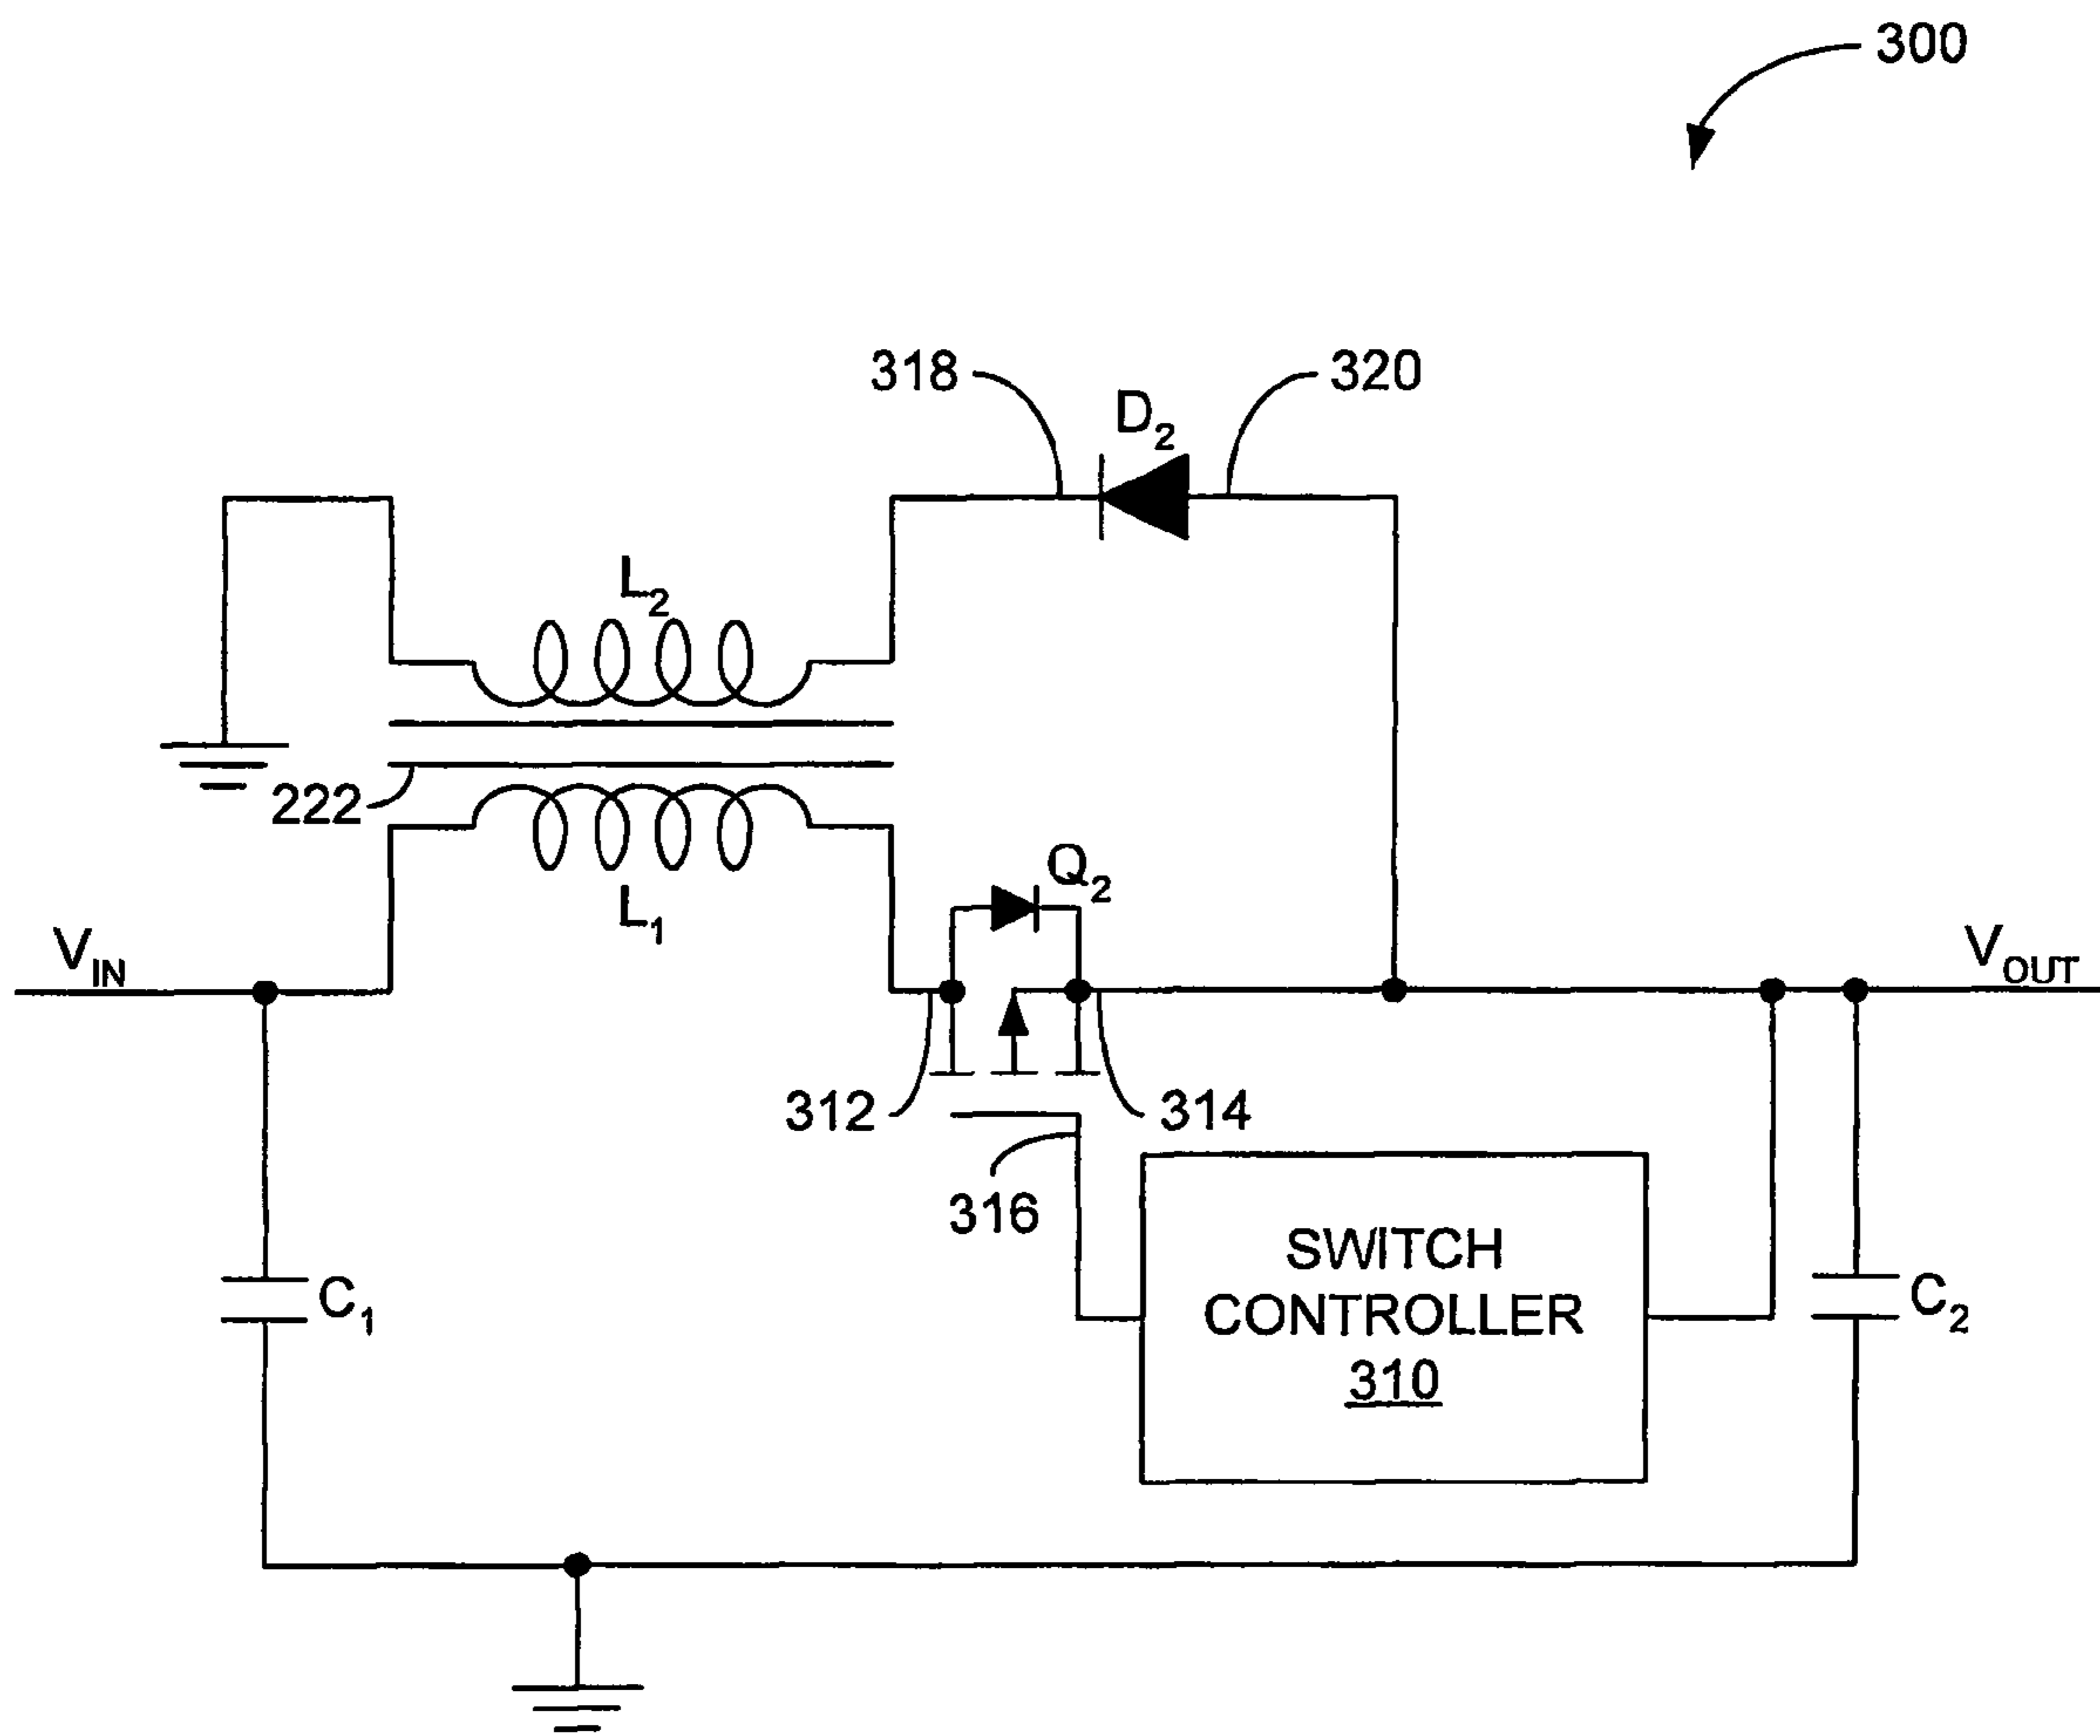 300
318
320
D2
L2
222
L1
Q2
VIN
VOUT
312
314
316
SWITCH
CONTROLLER
310
C1
C2